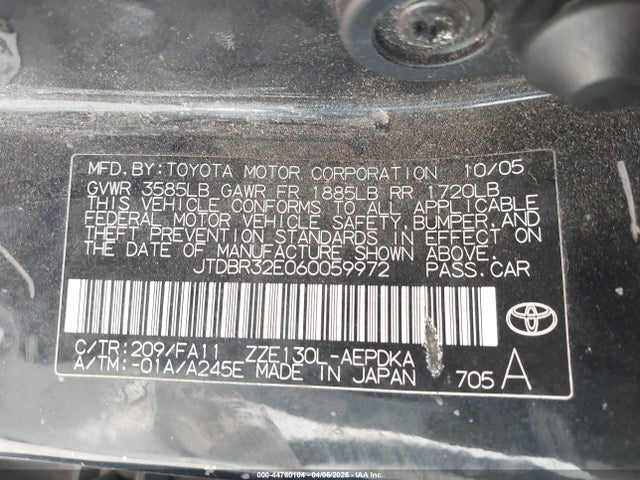 MFD. BY: TOYOTA MOTOR CORPORATION 10/05
GVWR 3585LB GAWR FR 1885LB RR 1720LB
THIS VEHICLE CONFORMS TO ALL APPLICABLE
FEDERAL MOTOR VEHICLE SAFETY, BUMPER, AND
THEFT PREVENTION STANDARDS IN EFFECT ON
THE DATE OF MANUFACTURE SHOWN ABOVE.
JTDBR32E060059972 PASS. CAR
C/TR: 209/FA11 ZZE130L-AEPDKA
A/TM: -01A/A245E MADE IN JAPAN 705 A
000-44760104 04/06/2026 IAA Inc.